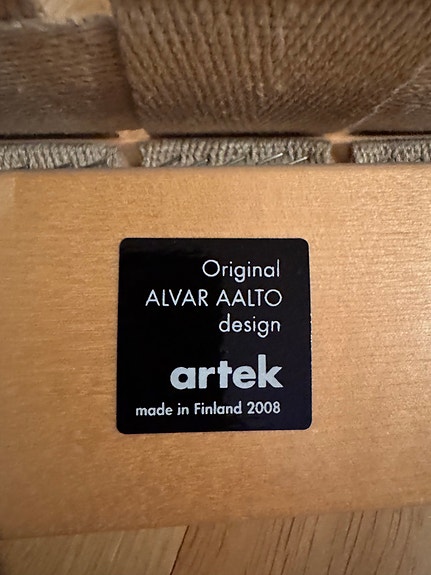 Original
ALVAR AALTO
design
artek
made in Finland 2008